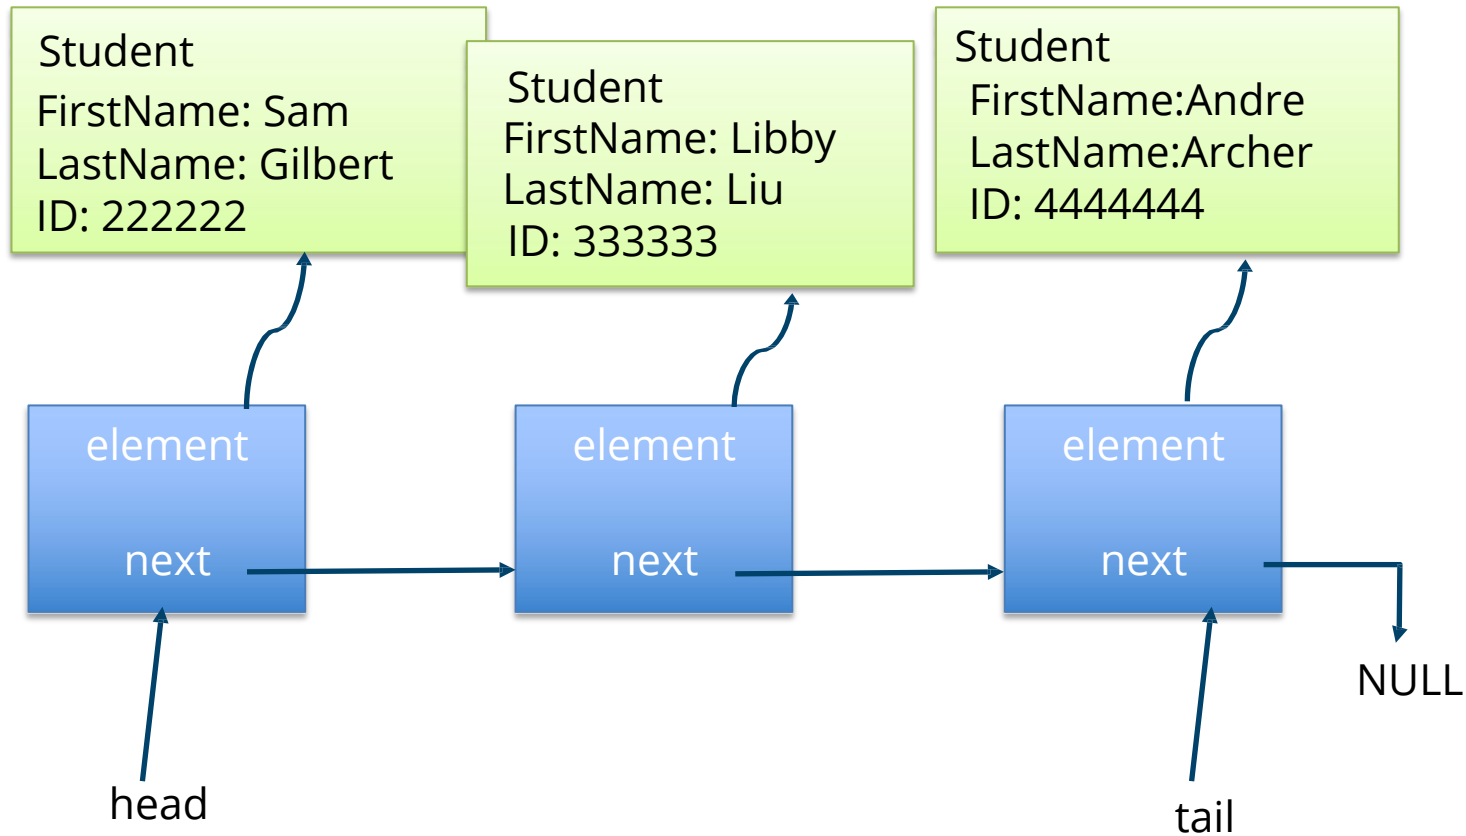 Student
FirstName: Sam
LastName: Gilbert
ID: 222222
Student
FirstName: Libby
LastName: Liu
ID: 333333
Student
FirstName:Andre
LastName:Archer
ID: 4444444
element
next
element
next
element
next
NULL
head
tail